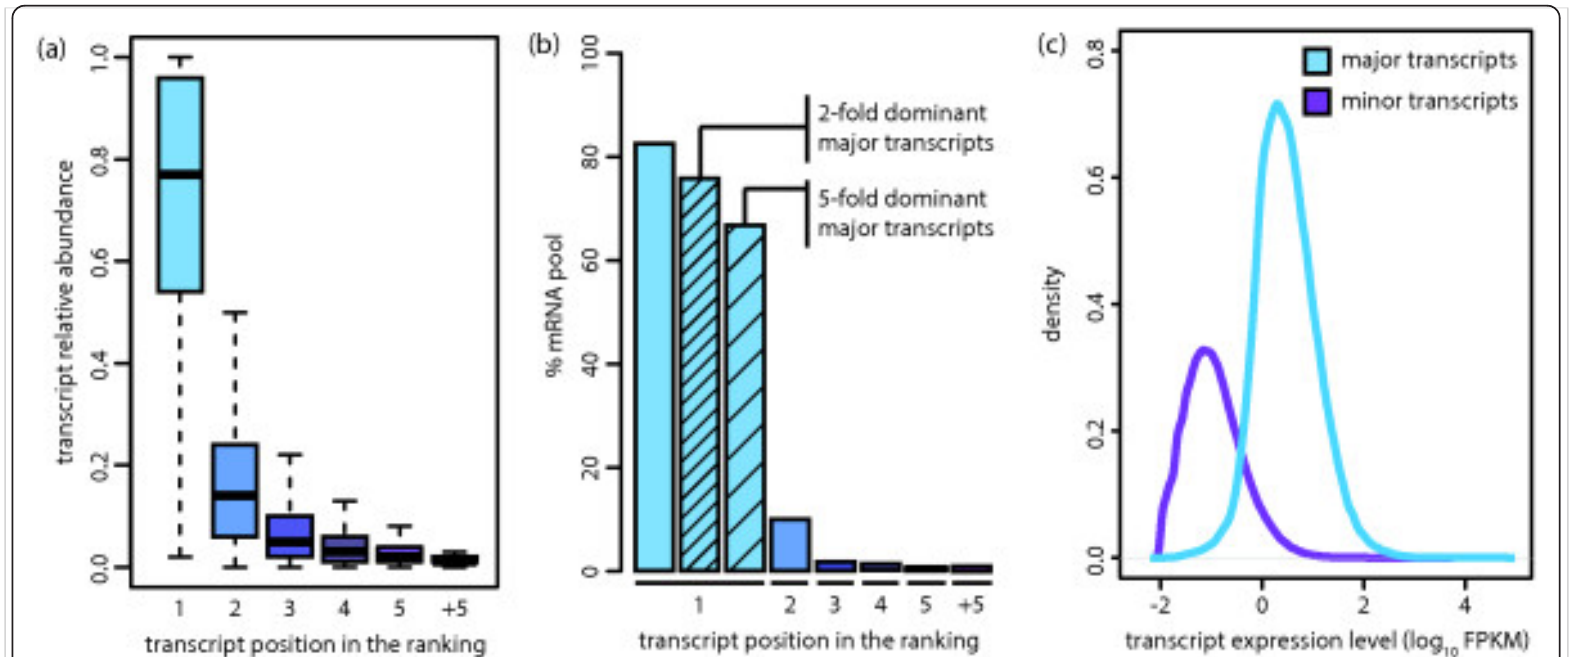 (a)
transcript relative abundance
1.0
0.8
0.6
0.4
0.2
0.0
1 2 3 4 5 +5
transcript position in the ranking
(b)
% mRNA pool
100
80
60
40
20
0
2-fold dominant
major transcripts
5-fold dominant
major transcripts
1 2 3 4 5 +5
transcript position in the ranking
(c)
density
0.8
0.6
0.4
0.2
0.0
major transcripts
minor transcripts
-2 0 2 4
transcript expression level (log10 FPKM)